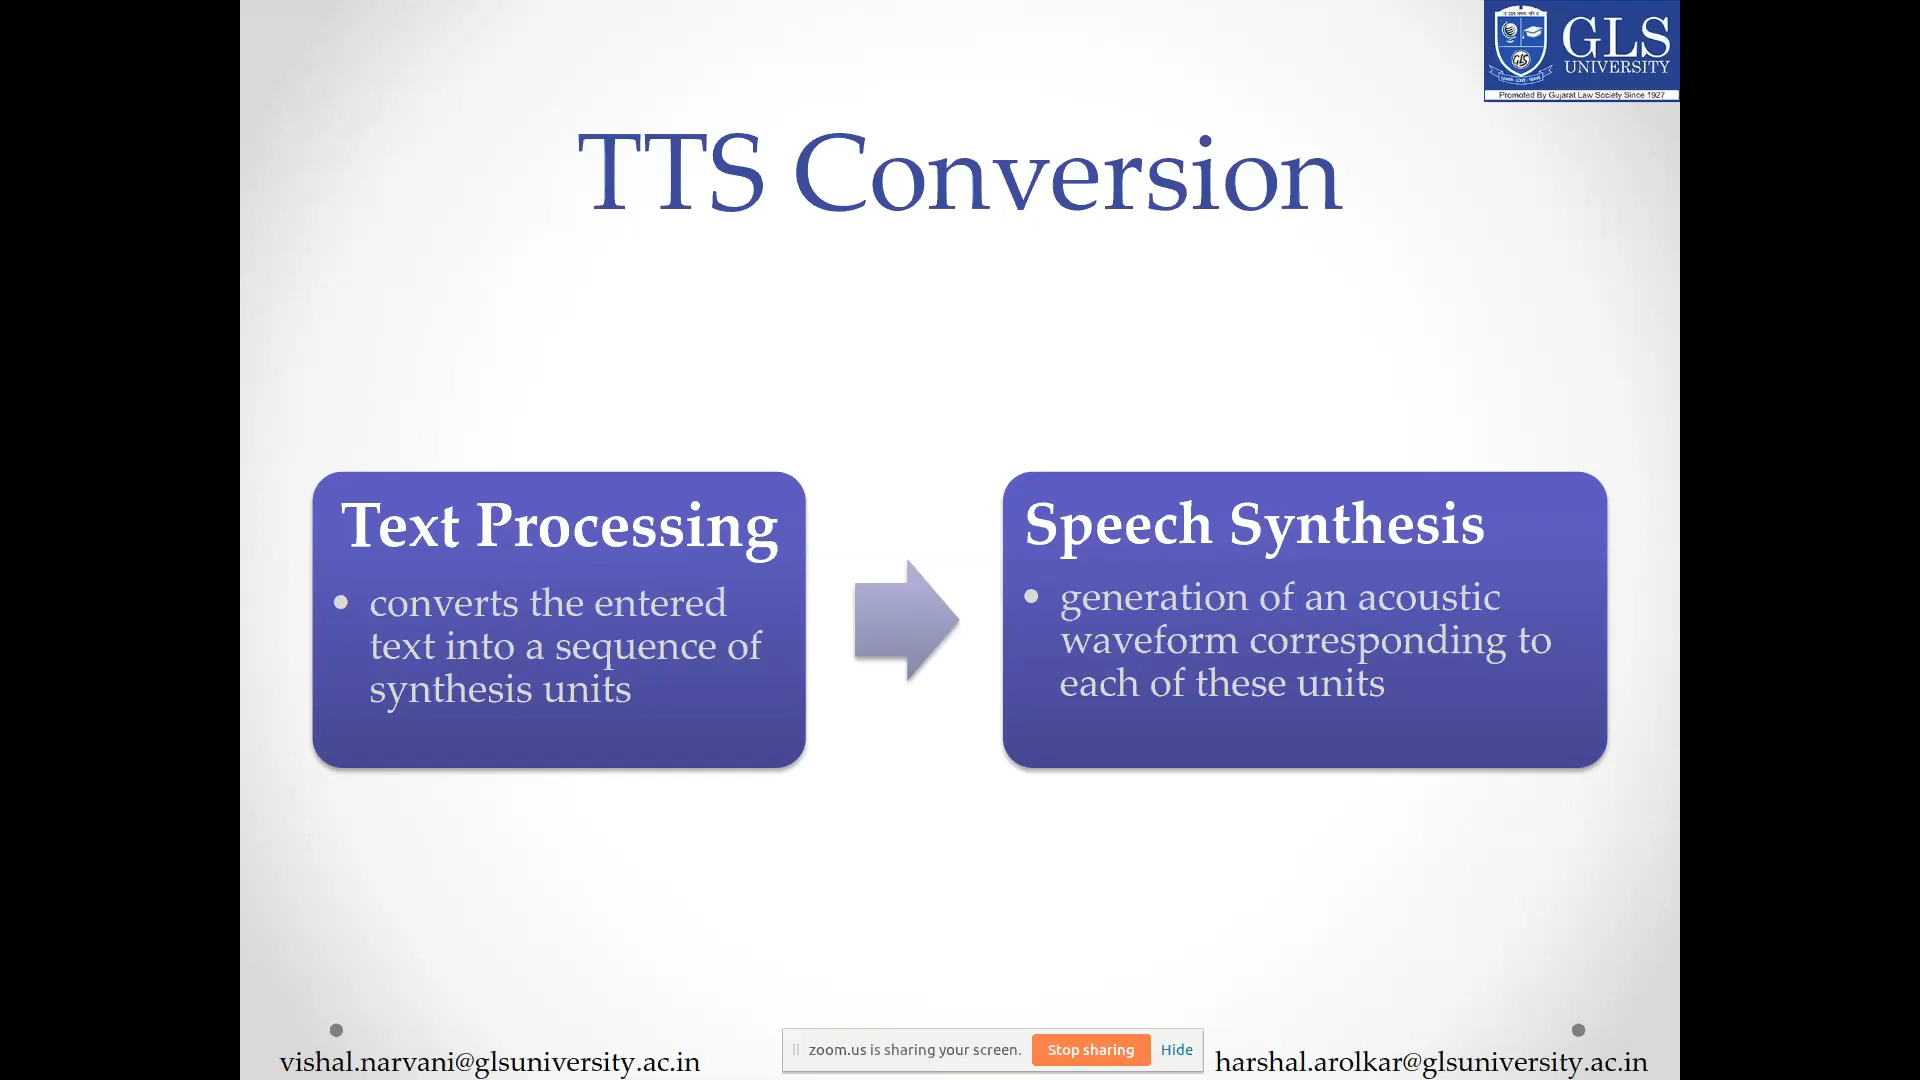 GLS
UNIVERSITY
GLS
Promoted By Gujarat Law Society Since 1927
TTS Conversion
Text Processing
• converts the entered
text into a sequence of
synthesis units
Speech Synthesis
• generation of an acoustic
waveform corresponding to
each of these units
vishal.narvani@glsuniversity.ac.in
zoom.us is sharing your screen. Stop sharing Hide
harshal.arolkar@glsuniversity.ac.in